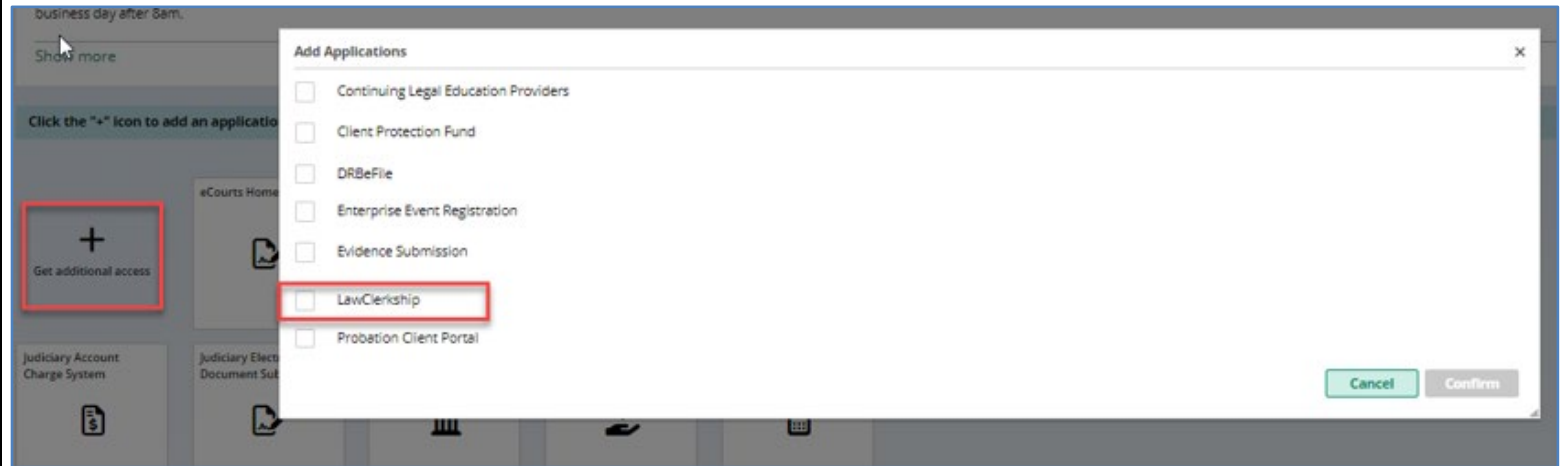 business day after 8am.
Show more
Click the "+" icon to add an applicatio
Get additional access
eCourts Home
Judiciary Account
Charge System
Judiciary Elect
Document Sub
Add Applications
×
Continuing Legal Education Providers
Client Protection Fund
DRBeFile
Enterprise Event Registration
Evidence Submission
LawClerkship
Probation Client Portal
Cancel
Confirm